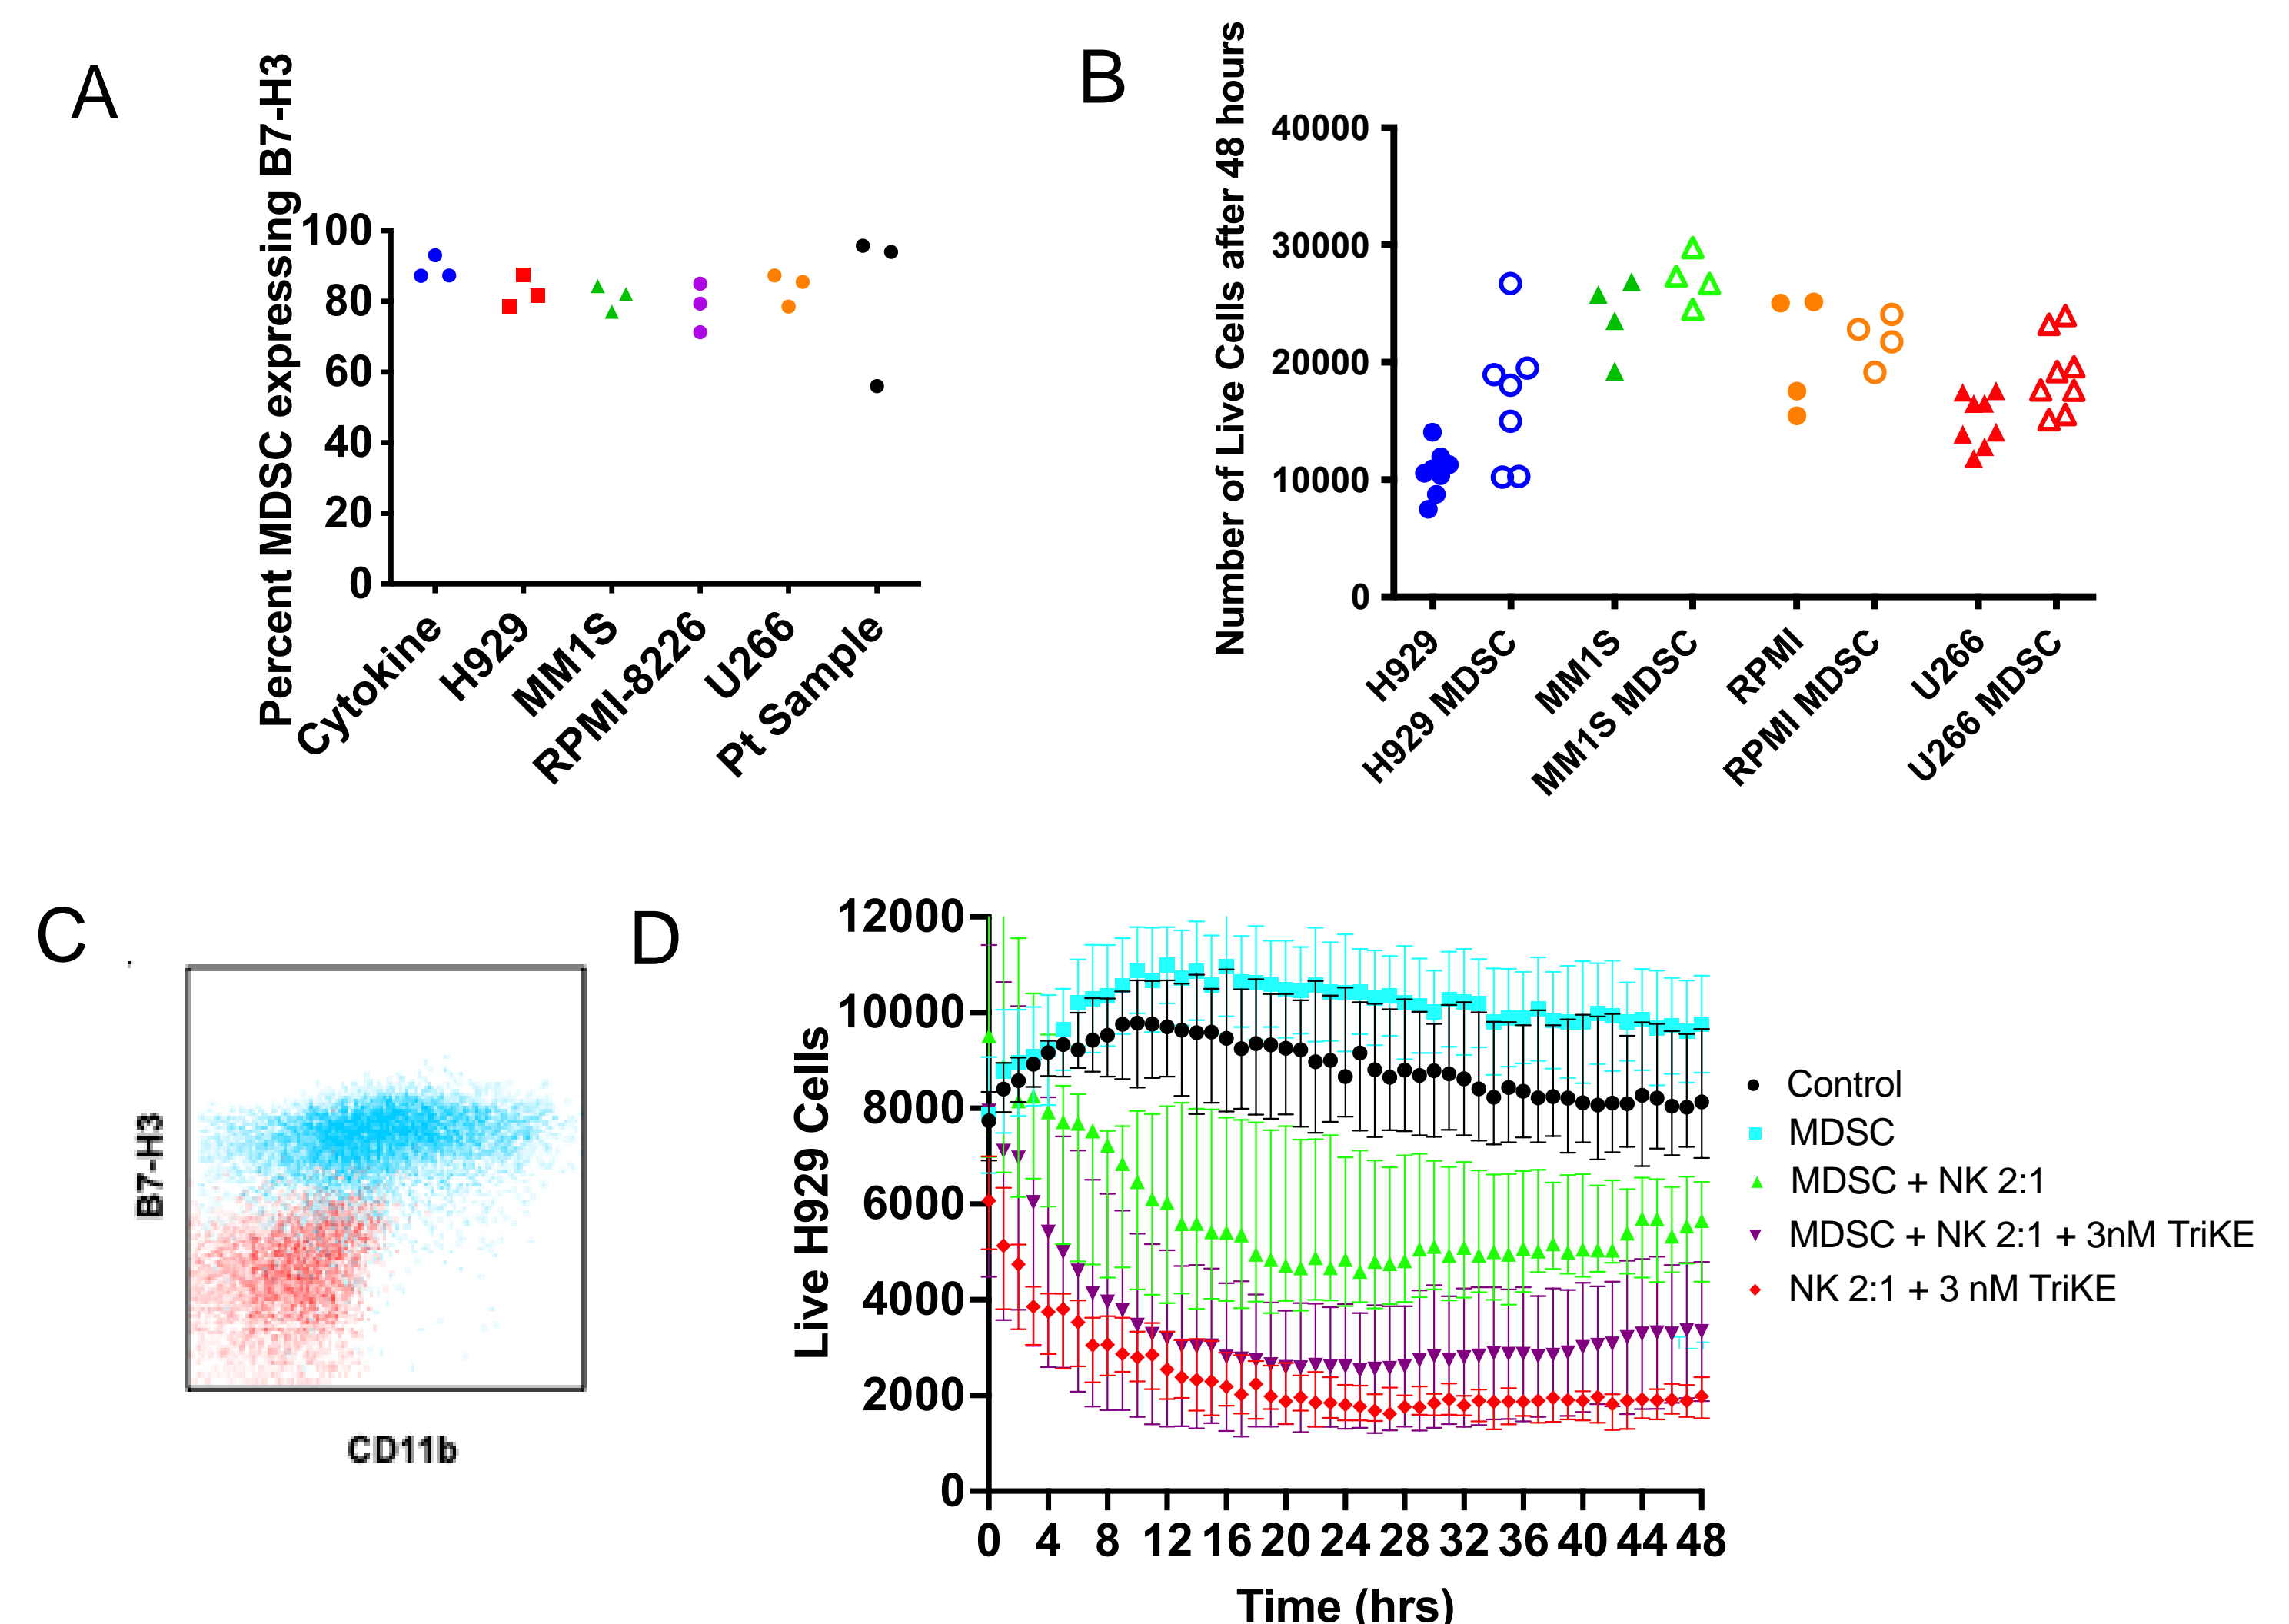 A
Percent MDSC expressing B7-H3
100
80
60
40
20
0
Cytokine
H929
MM1S
RPMI-8226
U266
Pt Sample
B
Number of Live Cells after 48 hours
40000
30000
20000
10000
0
H929
H929 MDSC
MM1S
MM1S MDSC
RPMI
RPMI MDSC
U266
U266 MDSC
C
B7-H3
CD11b
D
Live H929 Cells
12000
10000
8000
6000
4000
2000
0
0 4 8 12 16 20 24 28 32 36 40 44 48
Time (hrs)
Control
MDSC
MDSC + NK 2:1
MDSC + NK 2:1 + 3nM TriKE
NK 2:1 + 3 nM TriKE